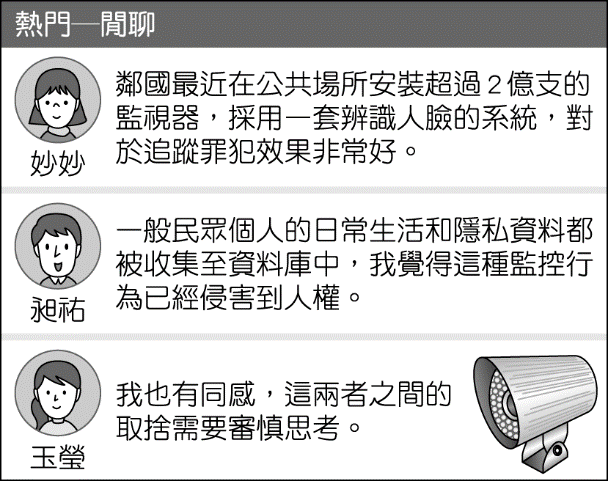 熱門─閒聊
鄰國最近在公共場所安裝超過2億支的
監視器，採用一套辨識人臉的系統，對
於追蹤罪犯效果非常好。
妙妙
一般民眾個人的日常生活和隱私資料都
被收集至資料庫中，我覺得這種監控行
為已經侵害到人權。
昶祐
我也有同感，這兩者之間的
取捨需要審慎思考。
玉瑩